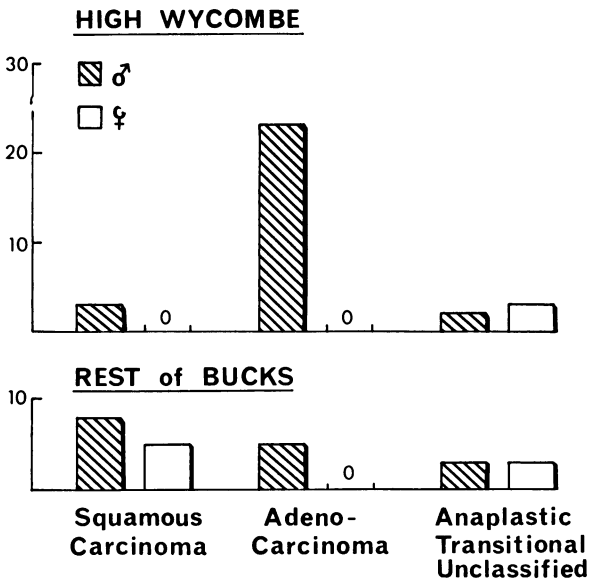 HIGH WYCOMBE
30
♂
♀
20
10
0
0
REST of BUCKS
10
0
Squamous Carcinoma
Adeno-Carcinoma
Anaplastic Transitional Unclassified